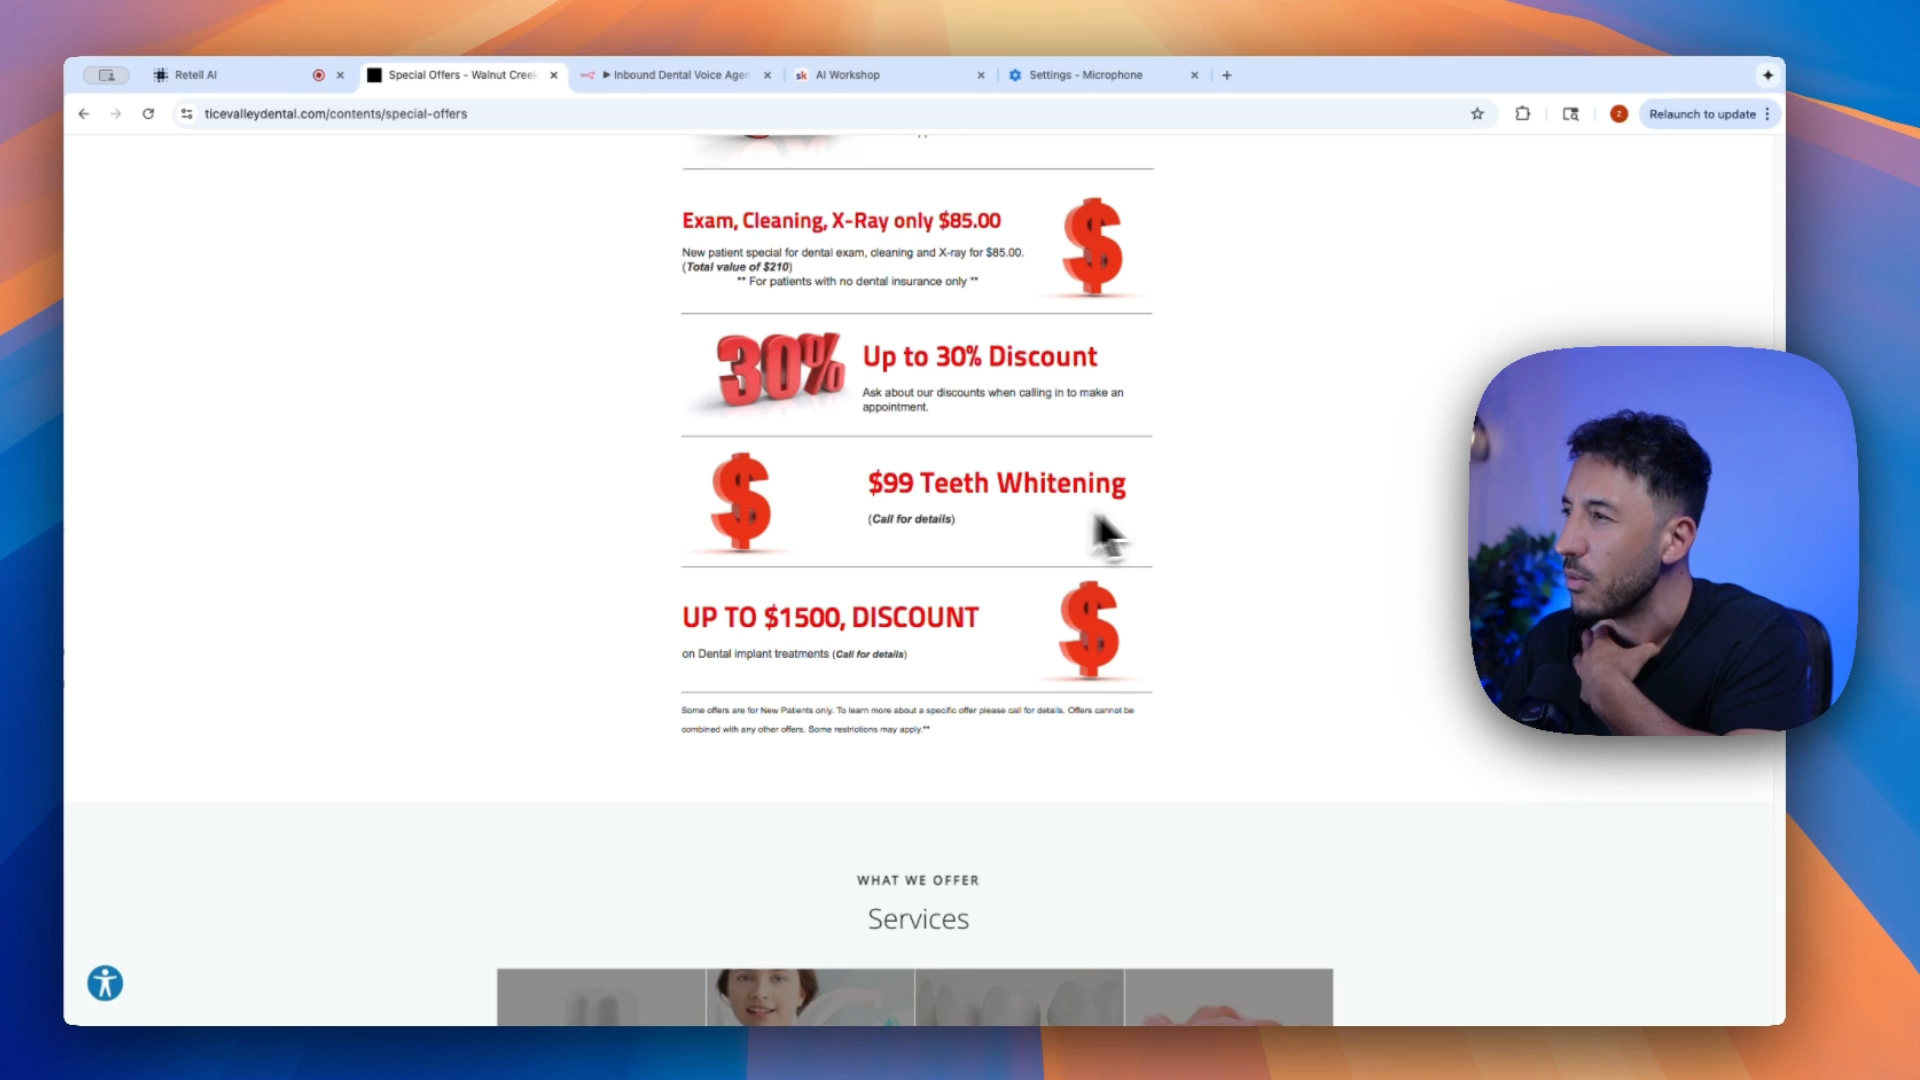 Retell AI
Special Offers - Walnut Creek
▶ Inbound Dental Voice Agen
sk AI Workshop
Settings - Microphone
ticevalleydental.com/contents/special-offers
z
Relaunch to update
Exam, Cleaning, X-Ray only $85.00
New patient special for dental exam, cleaning and X-ray for $85.00.
(Total value of $210)
** For patients with no dental insurance only **
30%
Up to 30% Discount
Ask about our discounts when calling in to make an
appointment.
$
$99 Teeth Whitening
(Call for details)
UP TO $1500, DISCOUNT
on Dental implant treatments (Call for details)
Some offers are for New Patients only. To learn more about a specific offer please call for details. Offers cannot be
combined with any other offers. Some restrictions may apply.**
WHAT WE OFFER
Services